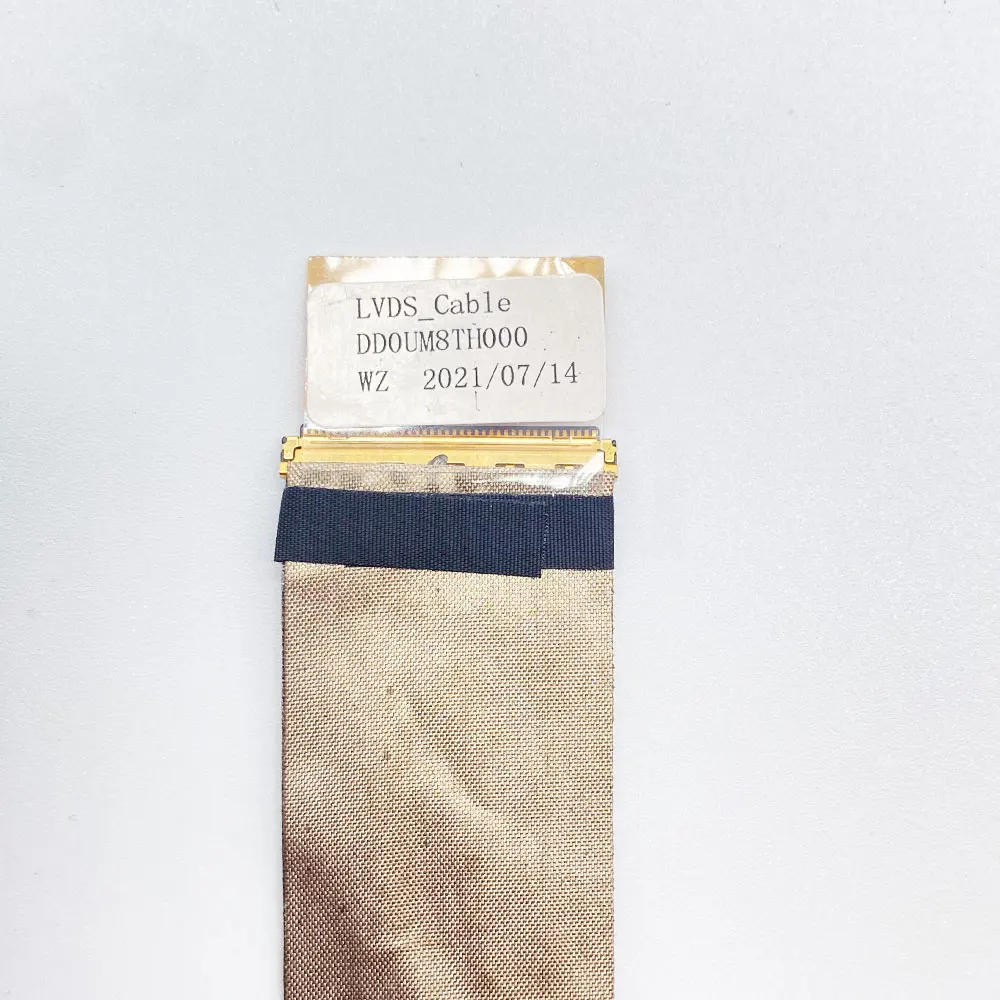 LVDS_Cable
DD0UM8TH000
WZ 2021/07/14